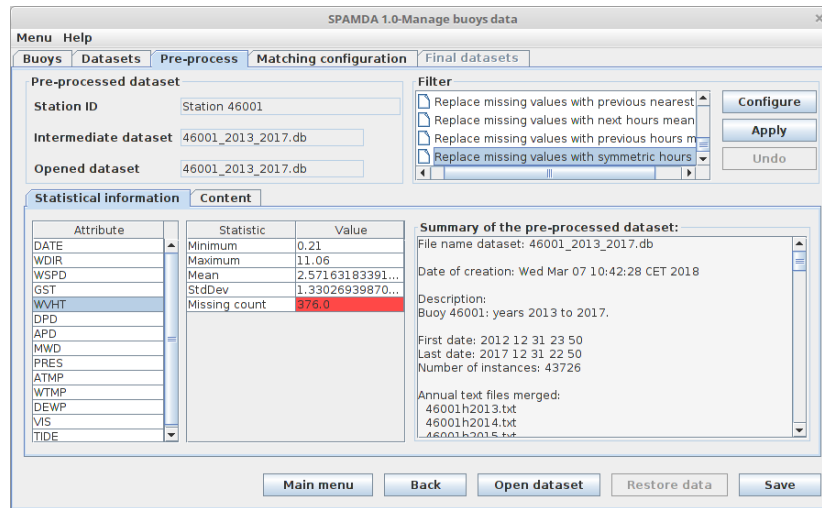 SPAMDA 1.0-Manage buoys data
Menu Help
Buoys Datasets Pre-process Matching configuration Final datasets
Pre-processed dataset
Station ID Station 46001
Intermediate dataset 46001_2013_2017.db
Opened dataset 46001_2013_2017.db
Filter
Replace missing values with previous nearest
Replace missing values with next hours mean
Replace missing values with previous hours m
Replace missing values with symmetric hours
Configure
Apply
Undo
Statistical information Content
Attribute
DATE
WDIR
WSPD
GST
WVHT
DPD
APD
MWD
PRES
ATMP
WTMP
DEWP
VIS
TIDE
Statistic Value
Minimum 0.21
Maximum 11.06
Mean 2.57163183391...
StdDev 1.33026939870...
Missing count 376.0
Summary of the pre-processed dataset:
File name dataset: 46001_2013_2017.db
Date of creation: Wed Mar 07 10:42:28 CET 2018
Description:
Buoy 46001: years 2013 to 2017.
First date: 2012 12 31 23 50
Last date: 2017 12 31 22 50
Number of instances: 43726
Annual text files merged:
46001h2013.txt
46001h2014.txt
46001h2015.txt
Main menu Back Open dataset Restore data Save